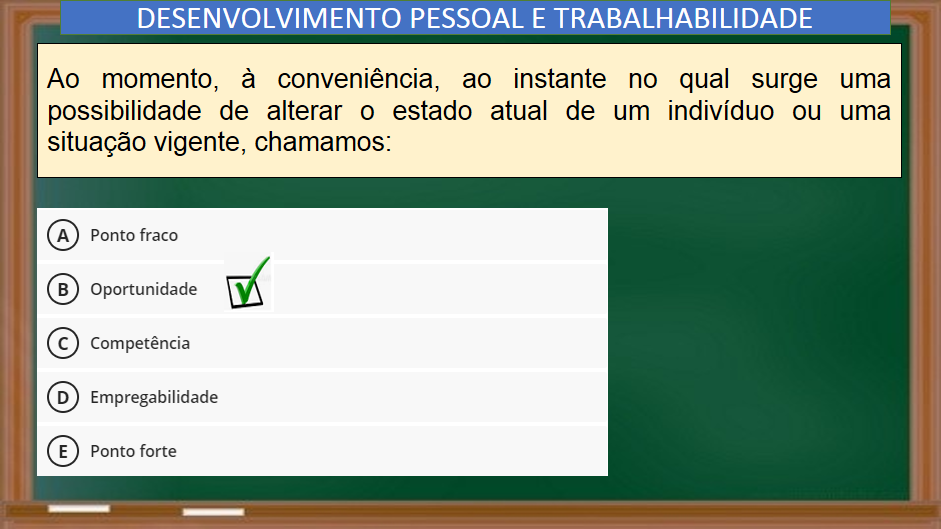 DESENVOLVIMENTO PESSOAL E TRABALHABILIDADE
Ao momento, à conveniência, ao instante no qual surge uma
possibilidade de alterar o estado atual de um indivíduo ou uma
situação vigente, chamamos:
A Ponto fraco
B Oportunidade
C Competência
D Empregabilidade
E Ponto forte